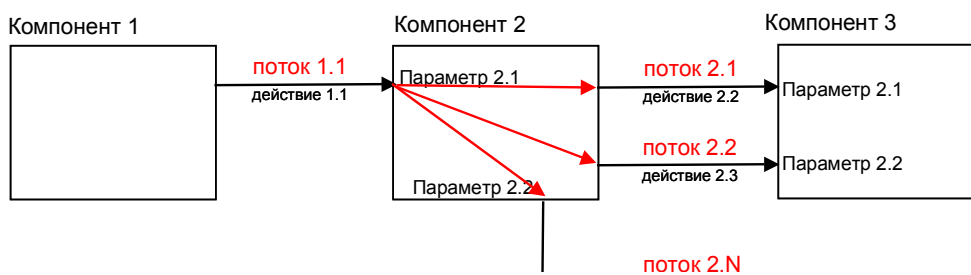 Компонент 1
Компонент 2
Компонент 3
поток 1.1
действие 1.1
Параметр 2.1
поток 2.1
действие 2.2
Параметр 2.1
поток 2.2
действие 2.3
Параметр 2.2
Параметр 2.2
поток 2.N